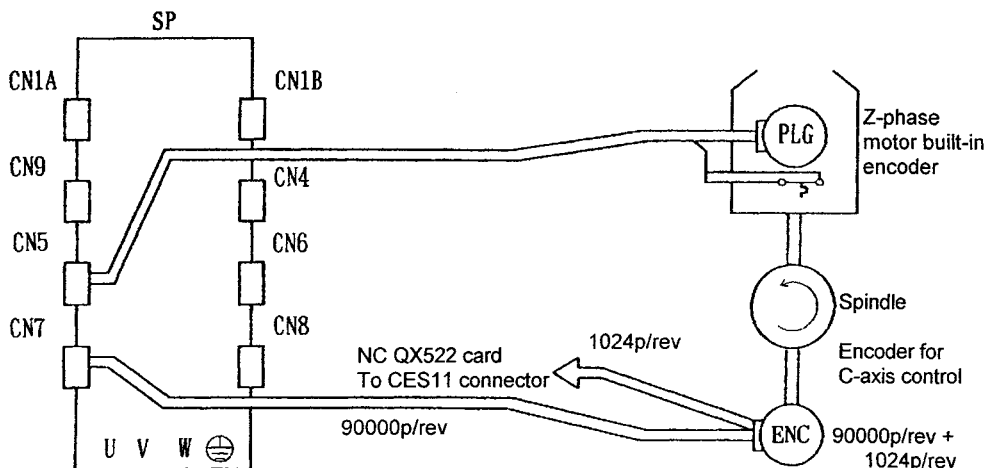 SP
CN1A
CN1B
CN9
CN4
CN5
CN6
CN7
CN8
PLG
Z-phase
motor built-in
encoder
Spindle
1024p/rev
NC QX522 card
To CES11 connector
Encoder for
C-axis control
90000p/rev
ENC
90000p/rev +
1024p/rev
U V W